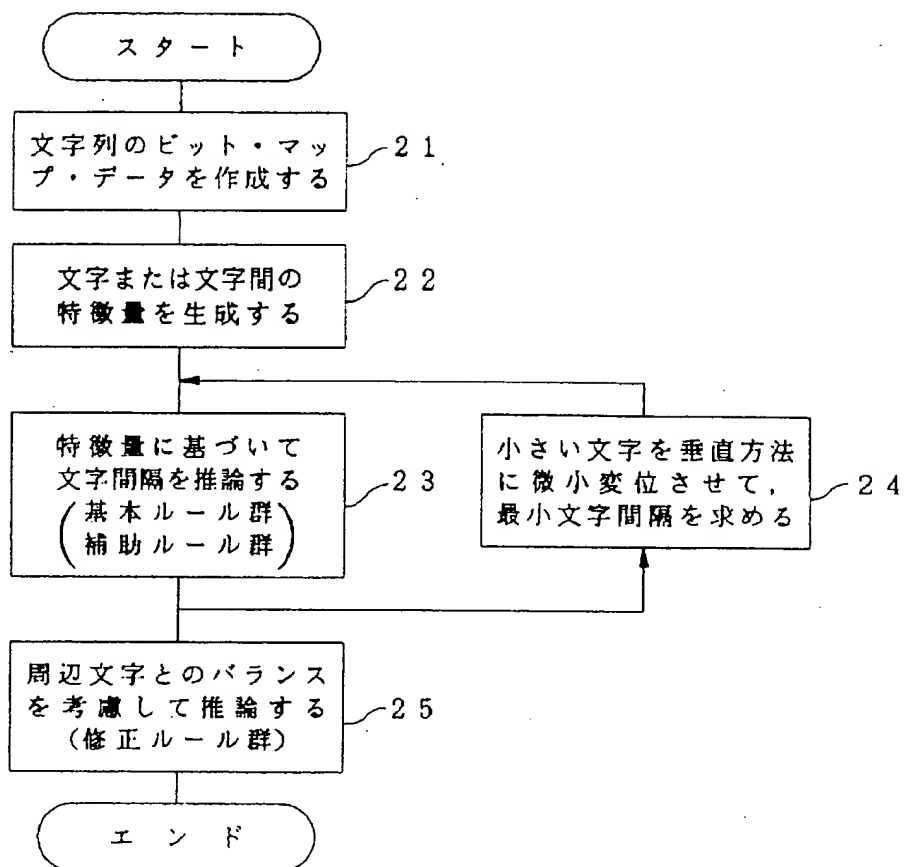 スタート
文字列のビット・マッ
プ・データを作成する
21
文字または文字間の
特徴量を生成する
22
特徴量に基づいて
文字間隔を推論する
(基本ルール群
補助ルール群)
23
小さい文字を垂直方法
に微小変位させて,
最小文字間隔を求める
24
周辺文字とのバランス
を考慮して推論する
(修正ルール群)
25
エンド